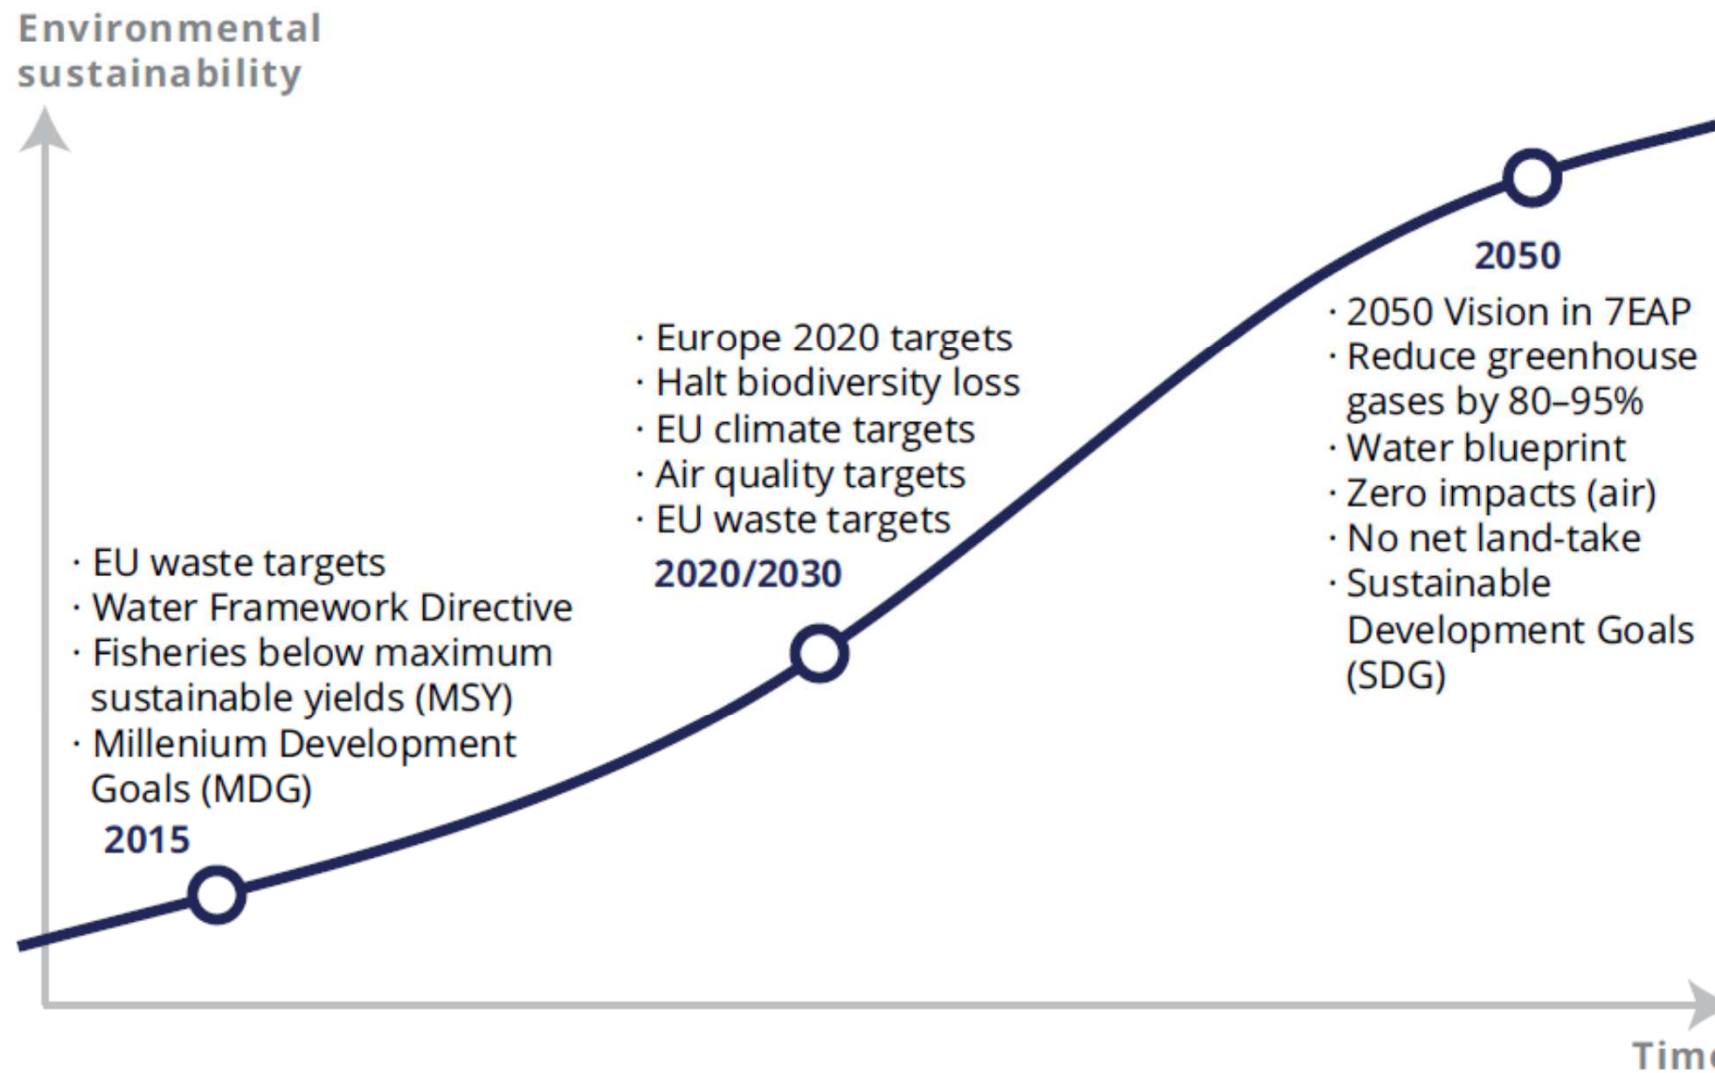 Environmental
sustainability
· EU waste targets
· Water Framework Directive
· Fisheries below maximum
sustainable yields (MSY)
· Millenium Development
Goals (MDG)
2015
· Europe 2020 targets
· Halt biodiversity loss
· EU climate targets
· Air quality targets
· EU waste targets
2020/2030
2050
· 2050 Vision in 7EAP
· Reduce greenhouse
gases by 80–95%
· Water blueprint
· Zero impacts (air)
· No net land-take
· Sustainable
Development Goals
(SDG)
Time